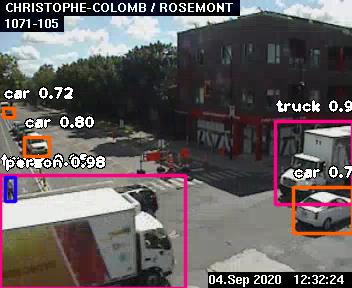 CHRISTOPHE-COLOMB / ROSEMONT
1071-105
car 0.72
car 0.80
truck 0.9
person 0.98
car 0.7
04.Sep 2020 12:32:24